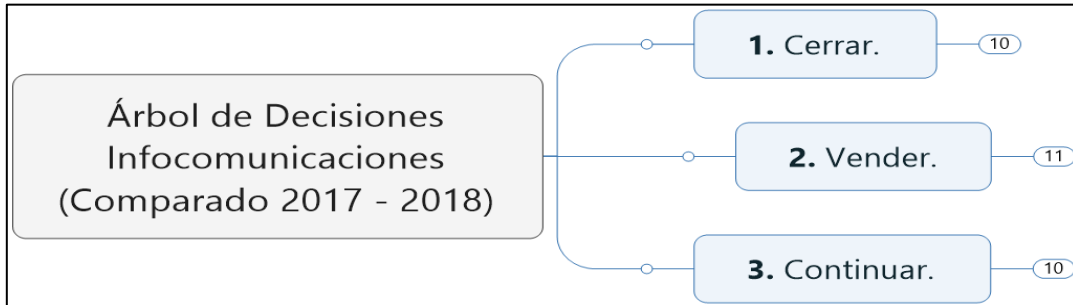 Árbol de Decisiones
Infocomunicaciones
(Comparado 2017 - 2018)
1. Cerrar.
10
2. Vender.
11
3. Continuar.
10